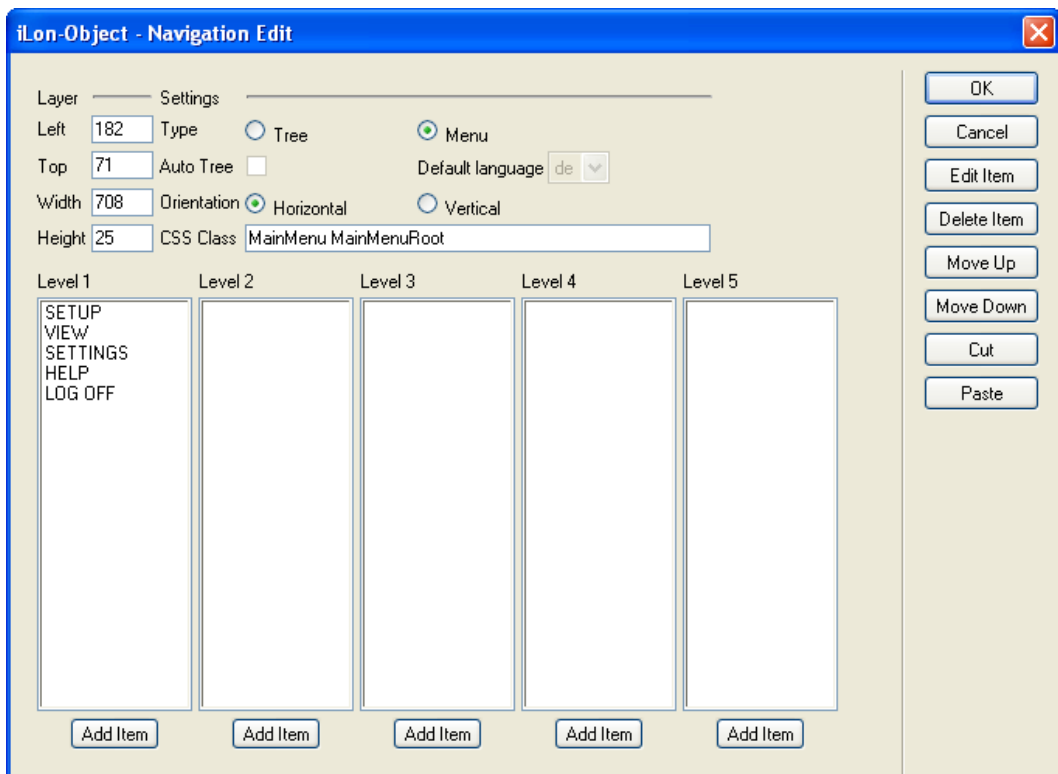 iLon-Object - Navigation Edit
Layer Settings
Left 182 Type Tree Menu
Top 71 Auto Tree Default language de
Width 708 Orientation Horizontal Vertical
Height 25 CSS Class MainMenu MainMenuRoot
Level 1 Level 2 Level 3 Level 4 Level 5
SETUP
VIEW
SETTINGS
HELP
LOG OFF
Add Item Add Item Add Item Add Item Add Item
OK
Cancel
Edit Item
Delete Item
Move Up
Move Down
Cut
Paste